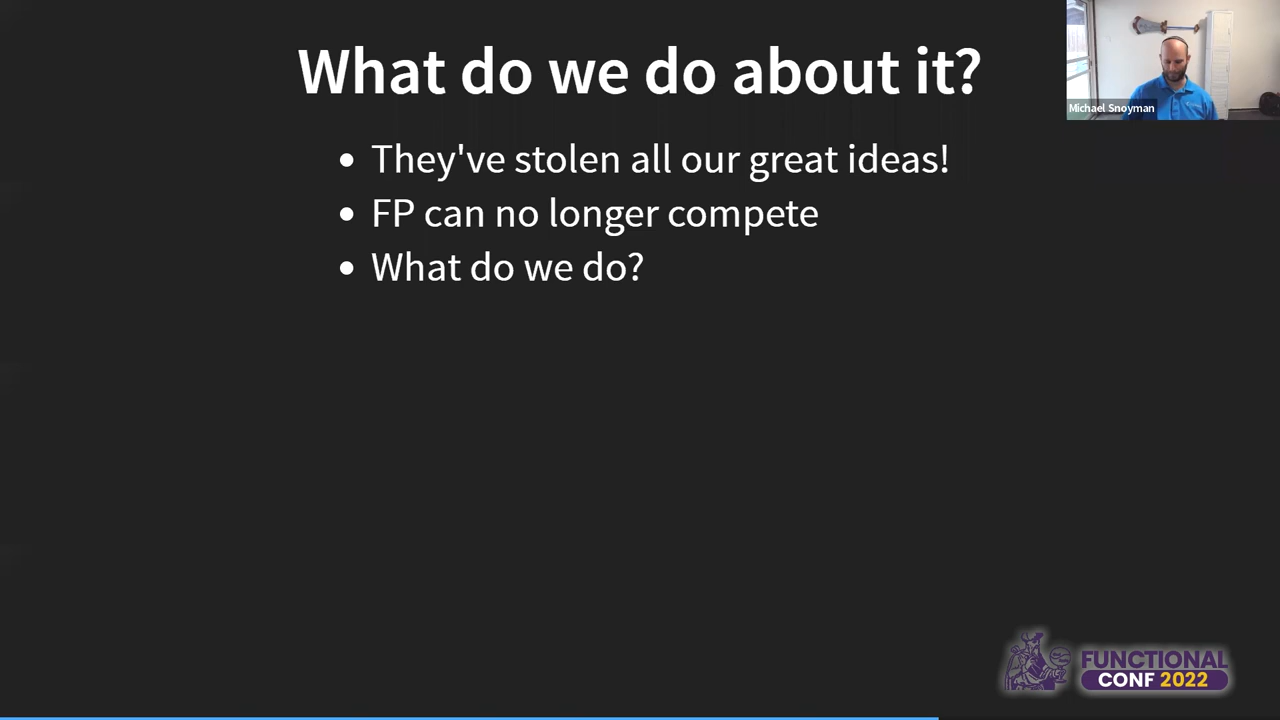 What do we do about it?
Michael Snoyman
They've stolen all our great ideas!
FP can no longer compete
What do we do?
FUNCTIONAL
CONF 2022